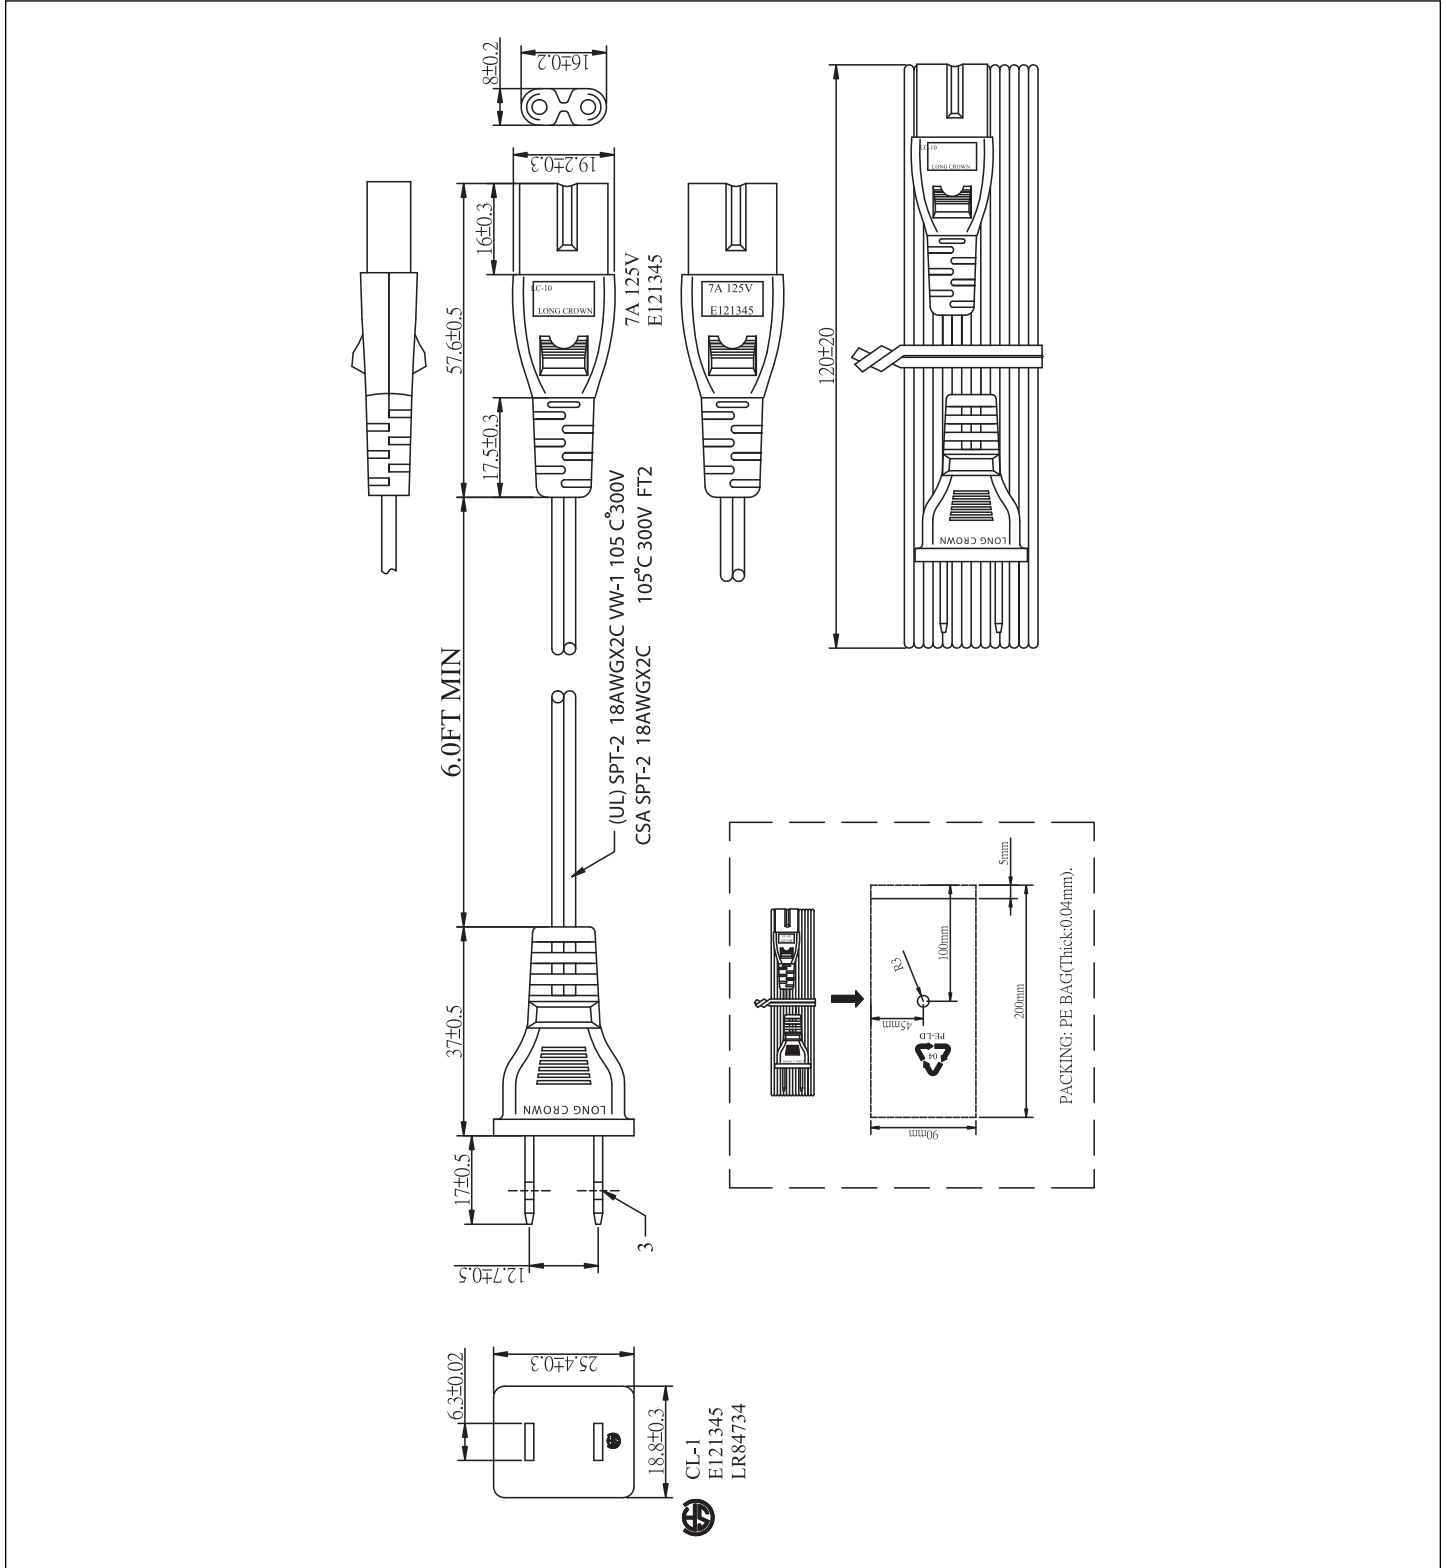 8±0.2
16±0.2
19.2±0.3
16±0.3
57.6±0.5
17.5±0.3
LC-10
LONG CROWN
7A 125V
E121345
7A 125V
E121345
LC-10
LONG CROWN
120±20
LONG CROWN
6.0FT MIN
(UL) SPT-2 18AWGX2C VW-1 105 C°300V
CSA SPT-2 18AWGX2C 105°C 300V FT2
37±0.5
LONG CROWN
17±0.5
12.7±0.5
3
6.3±0.02
25.4±0.3
18.8±0.3
CL-1
E121345
LR84734
5mm
100mm
200mm
R3
45mm
PE-LD
04
90mm
PACKING: PE BAG(Thick:0.04mm).